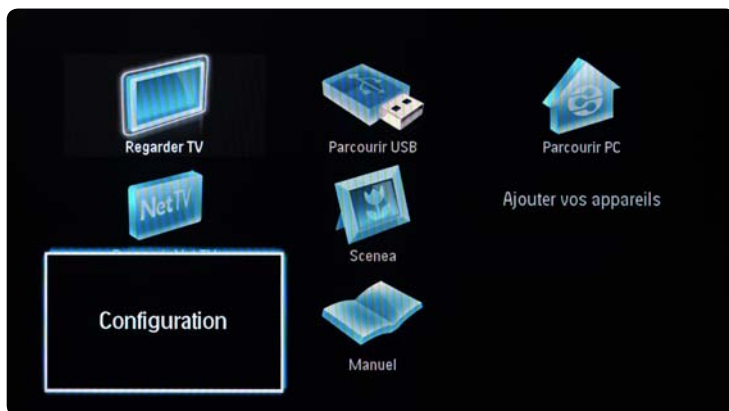 Regarder TV
Parcourir USB
Parcourir PC
NetTV
Scenea
Ajouter vos appareils
Configuration
Manuel